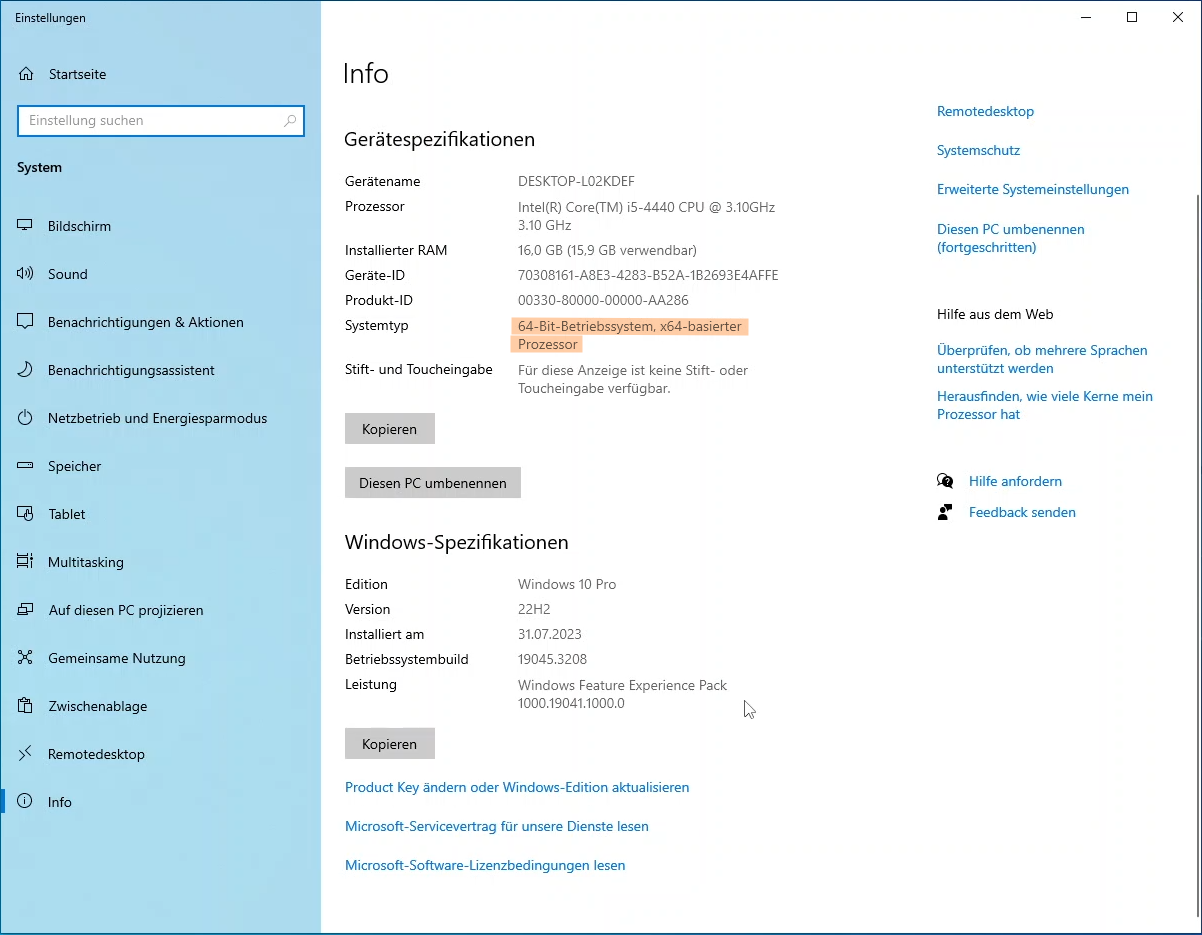 Einstellungen
Startseite
Einstellung suchen
System
Bildschirm
Sound
Benachrichtigungen & Aktionen
Benachrichtigungsassistent
Netzbetrieb und Energiesparmodus
Speicher
Tablet
Multitasking
Auf diesen PC projizieren
Gemeinsame Nutzung
Zwischenablage
Remotedesktop
Info
Info
Gerätespezifikationen
Gerätename DESKTOP-L02KDEF
Prozessor Intel(R) Core(TM) i5-4440 CPU @ 3.10GHz
3.10 GHz
Installierter RAM 16,0 GB (15,9 GB verwendbar)
Geräte-ID 70308161-A8E3-4283-B52A-1B2693E4AFFE
Produkt-ID 00330-80000-00000-AA286
Systemtyp 64-Bit-Betriebssystem, x64-basierter
Prozessor
Stift- und Toucheingabe Für diese Anzeige ist keine Stift- oder
Toucheingabe verfügbar.
Kopieren
Diesen PC umbenennen
Windows-Spezifikationen
Edition Windows 10 Pro
Version 22H2
Installiert am 31.07.2023
Betriebssystembuild 19045.3208
Leistung Windows Feature Experience Pack
1000.19041.1000.0
Kopieren
Product Key ändern oder Windows-Edition aktualisieren
Microsoft-Servicevertrag für unsere Dienste lesen
Microsoft-Software-Lizenzbedingungen lesen
Remotedesktop
Systemschutz
Erweiterte Systemeinstellungen
Diesen PC umbenennen
(fortgeschritten)
Hilfe aus dem Web
Überprüfen, ob mehrere Sprachen
unterstützt werden
Herausfinden, wie viele Kerne mein
Prozessor hat
Hilfe anfordern
Feedback senden